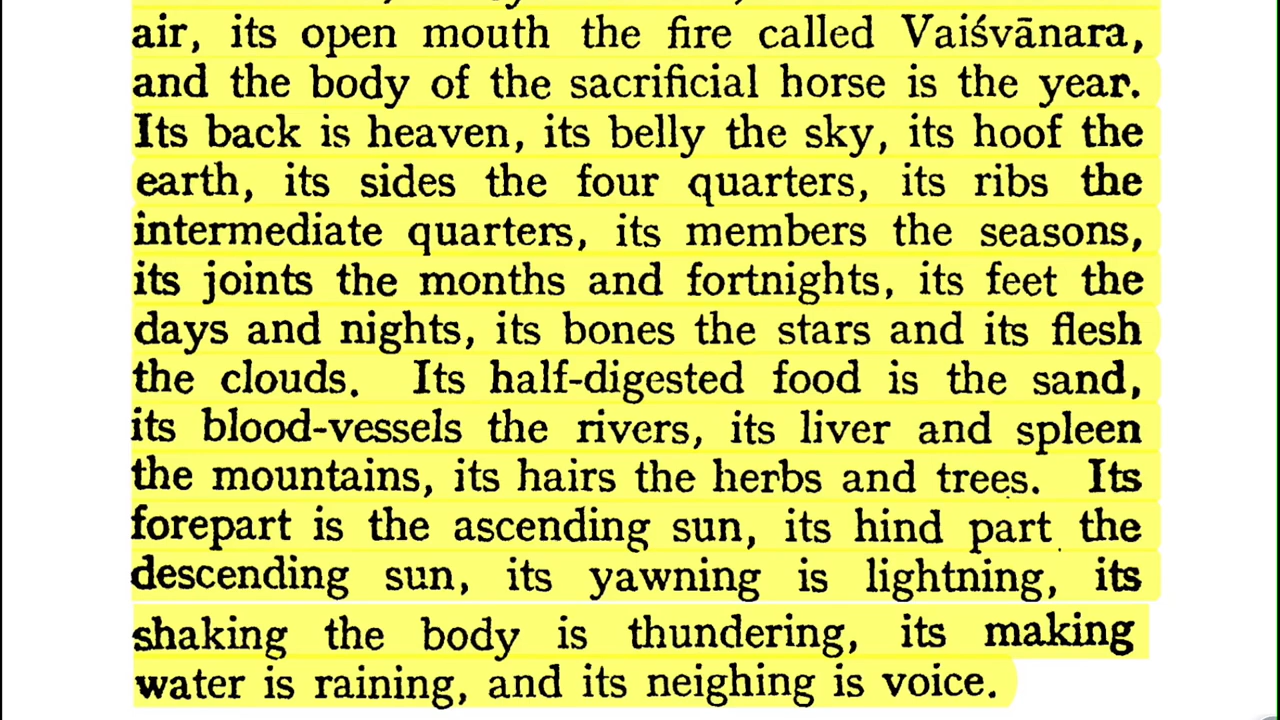 air, its open mouth the fire called Vaiśvānara,
and the body of the sacrificial horse is the year.
Its back is heaven, its belly the sky, its hoof the
earth, its sides the four quarters, its ribs the
intermediate quarters, its members the seasons,
its joints the months and fortnights, its feet the
days and nights, its bones the stars and its flesh
the clouds. Its half-digested food is the sand,
its blood-vessels the rivers, its liver and spleen
the mountains, its hairs the herbs and trees. Its
forepart is the ascending sun, its hind part the
descending sun, its yawning is lightning, its
shaking the body is thundering, its making
water is raining, and its neighing is voice.